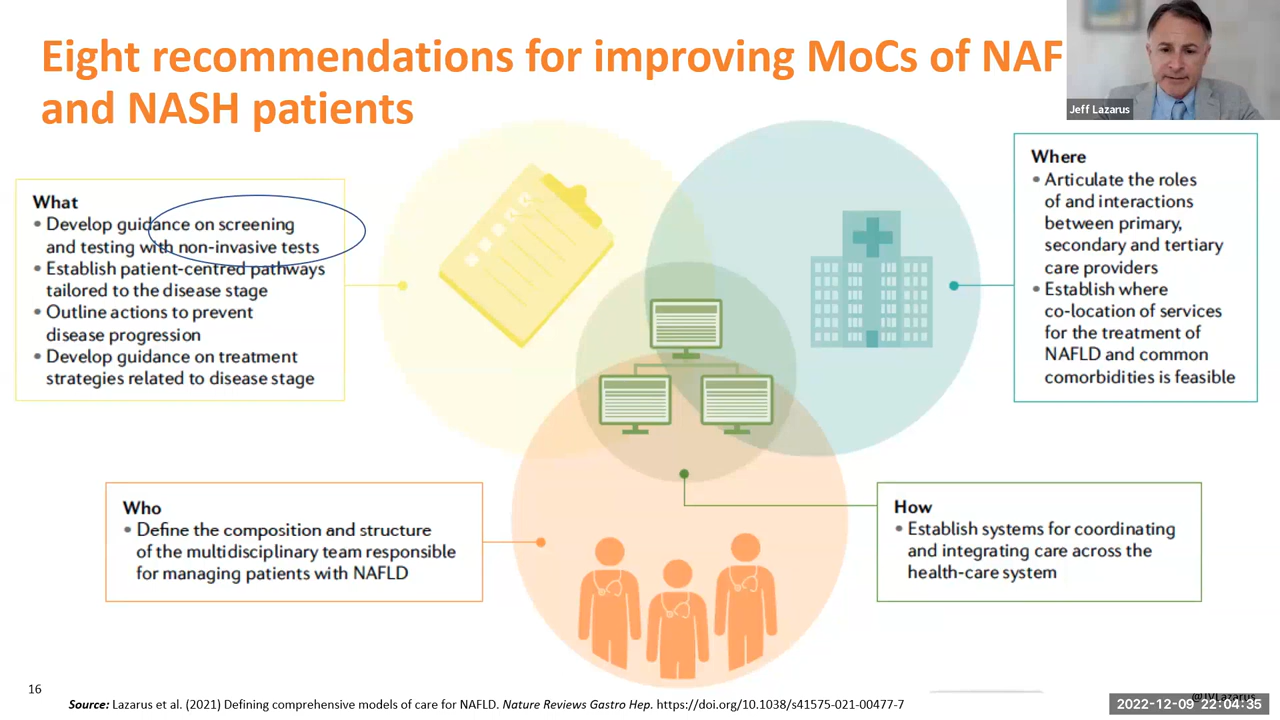 Eight recommendations for improving MoCs of NAF
and NASH patients
Jeff Lazarus
What
• Develop guidance on screening
and testing with non-invasive tests
• Establish patient-centred pathways
tailored to the disease stage
• Outline actions to prevent
disease progression
• Develop guidance on treatment
strategies related to disease stage
Where
• Articulate the roles
of and interactions
between primary,
secondary and tertiary
care providers
• Establish where
co-location of services
for the treatment of
NAFLD and common
comorbidities is feasible
Who
• Define the composition and structure
of the multidisciplinary team responsible
for managing patients with NAFLD
How
• Establish systems for coordinating
and integrating care across the
health-care system
16
Source: Lazarus et al. (2021) Defining comprehensive models of care for NAFLD. Nature Reviews Gastro Hep. https://doi.org/10.1038/s41575-021-00477-7
@JVLazarus
2022-12-09 22:04:35